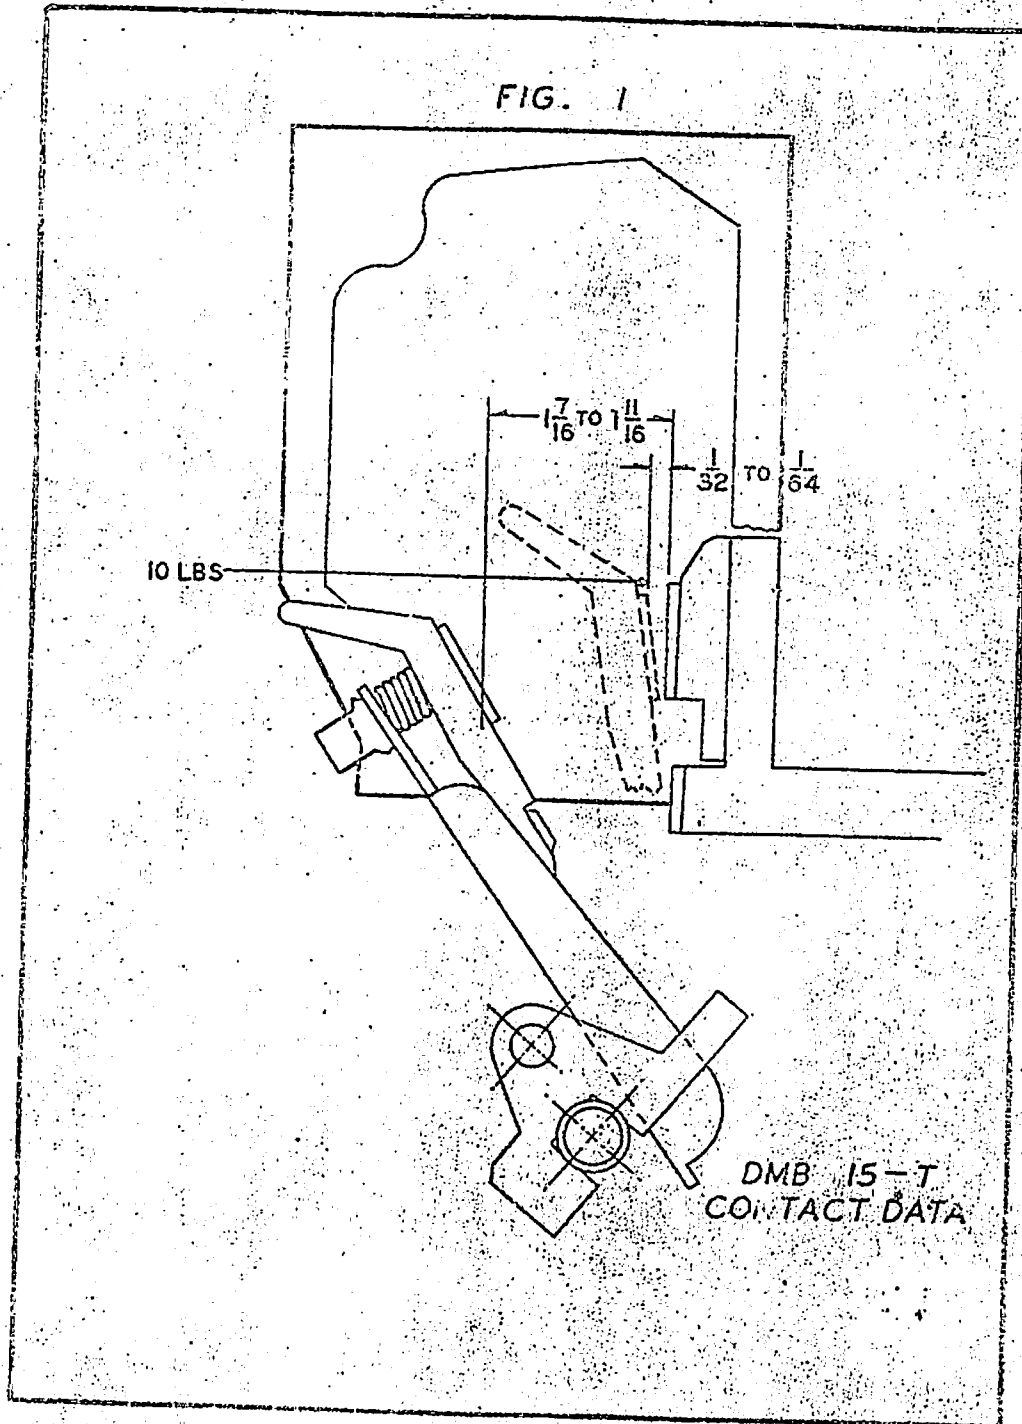 FIG. 1
1 7/16 TO 1 11/16
1/32 TO 1/64
10 LBS
DMB 15-T
CONTACT DATA